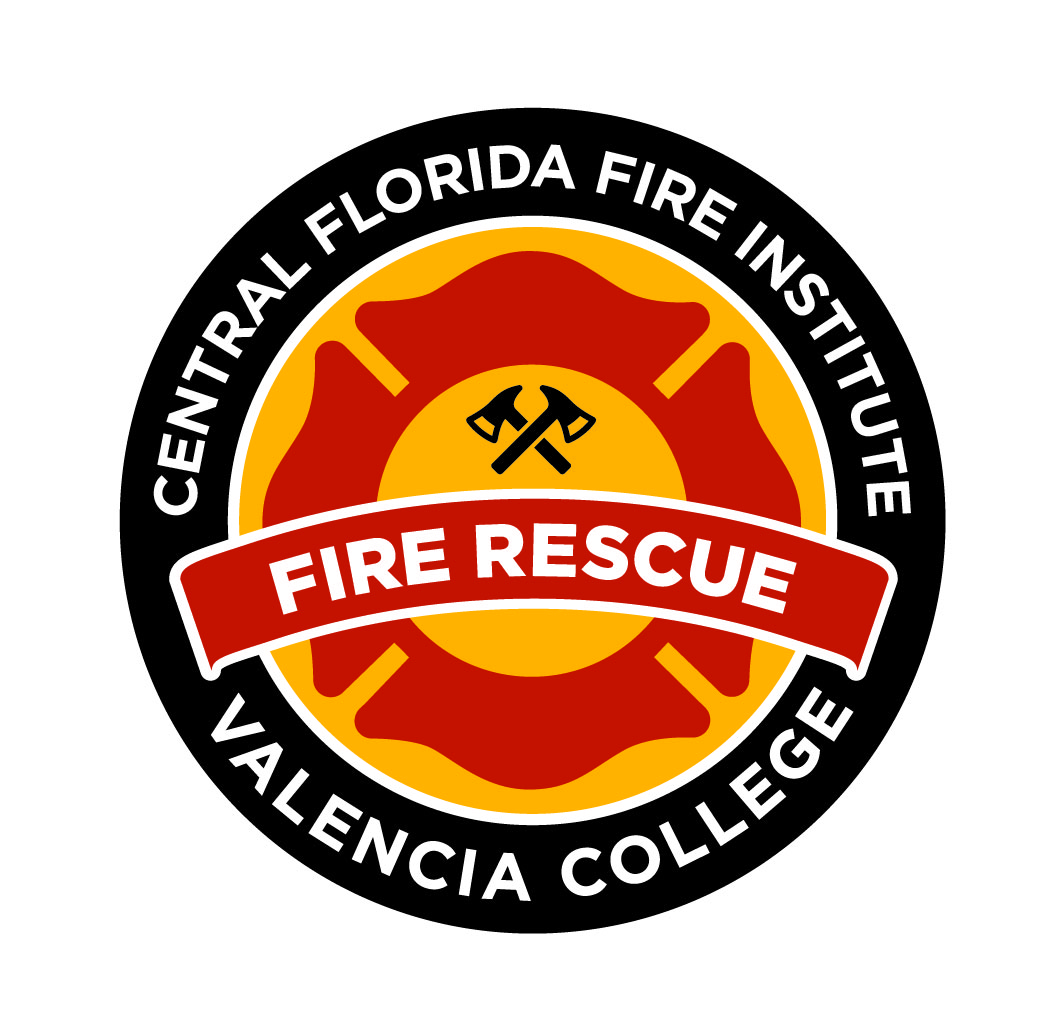 CENTRAL FLORIDA FIRE INSTITUTE
FIRE RESCUE
VALENCIA COLLEGE